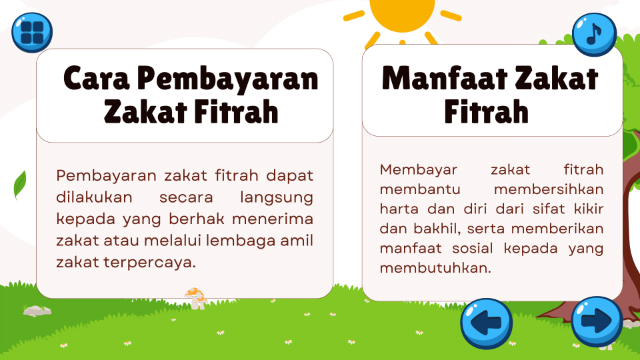 Cara Pembayaran
Zakat Fitrah
Pembayaran zakat fitrah dapat
dilakukan secara langsung
kepada yang berhak menerima
zakat atau melalui lembaga amil
zakat terpercaya.
Manfaat Zakat
Fitrah
Membayar zakat fitrah
membantu membersihkan
harta dan diri dari sifat kikir
dan bakhil, serta memberikan
manfaat sosial kepada yang
membutuhkan.